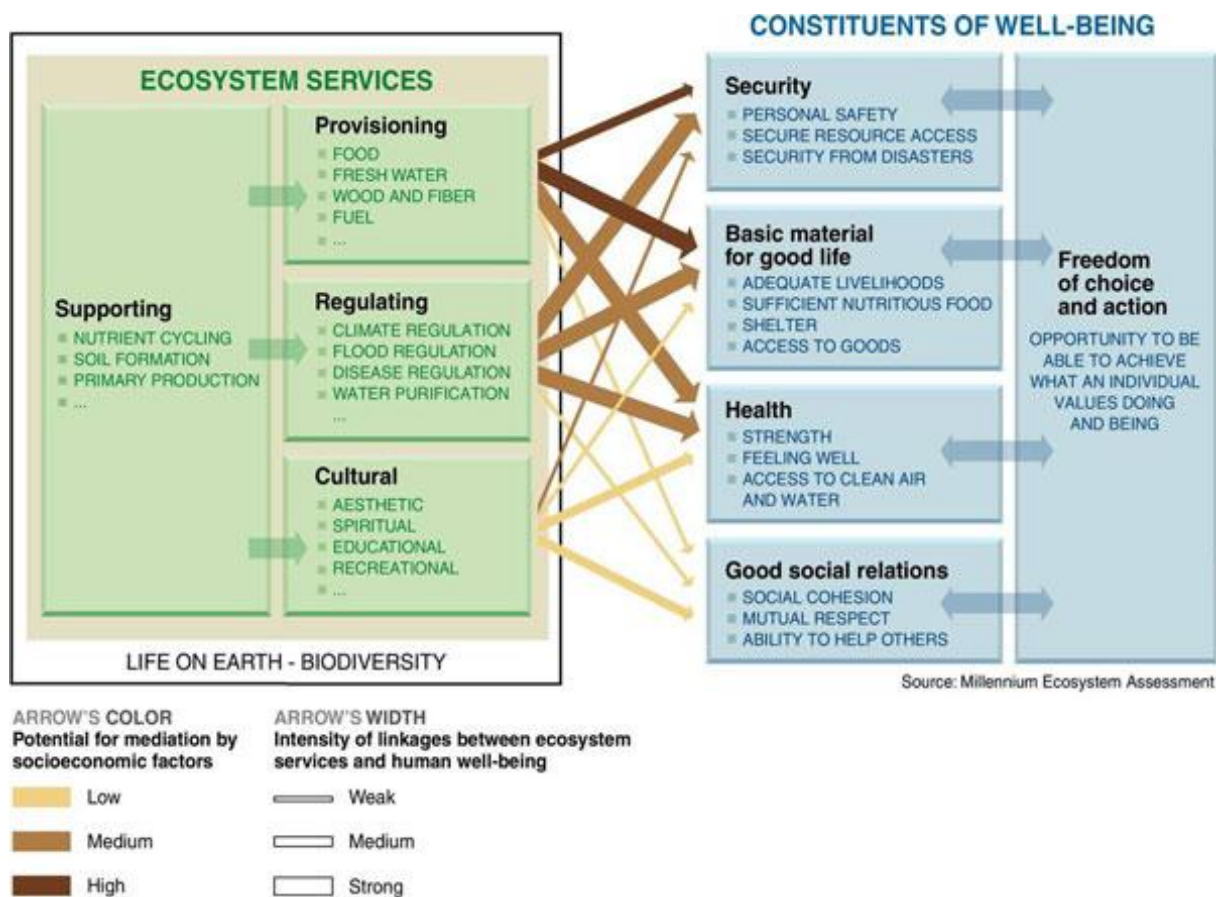 CONSTITUENTS OF WELL-BEING
ECOSYSTEM SERVICES
Supporting
NUTRIENT CYCLING
SOIL FORMATION
PRIMARY PRODUCTION
...
Provisioning
FOOD
FRESH WATER
WOOD AND FIBER
FUEL
...
Regulating
CLIMATE REGULATION
FLOOD REGULATION
DISEASE REGULATION
WATER PURIFICATION
...
Cultural
AESTHETIC
SPIRITUAL
EDUCATIONAL
RECREATIONAL
...
LIFE ON EARTH - BIODIVERSITY
Security
PERSONAL SAFETY
SECURE RESOURCE ACCESS
SECURITY FROM DISASTERS
Basic material
for good life
ADEQUATE LIVELIHOODS
SUFFICIENT NUTRITIOUS FOOD
SHELTER
ACCESS TO GOODS
Health
STRENGTH
FEELING WELL
ACCESS TO CLEAN AIR
AND WATER
Good social relations
SOCIAL COHESION
MUTUAL RESPECT
ABILITY TO HELP OTHERS
Freedom
of choice
and action
OPPORTUNITY TO BE
ABLE TO ACHIEVE
WHAT AN INDIVIDUAL
VALUES DOING
AND BEING
Source: Millennium Ecosystem Assessment
ARROW'S COLOR
Potential for mediation by
socioeconomic factors
Low
Medium
High
ARROW'S WIDTH
Intensity of linkages between ecosystem
services and human well-being
Weak
Medium
Strong